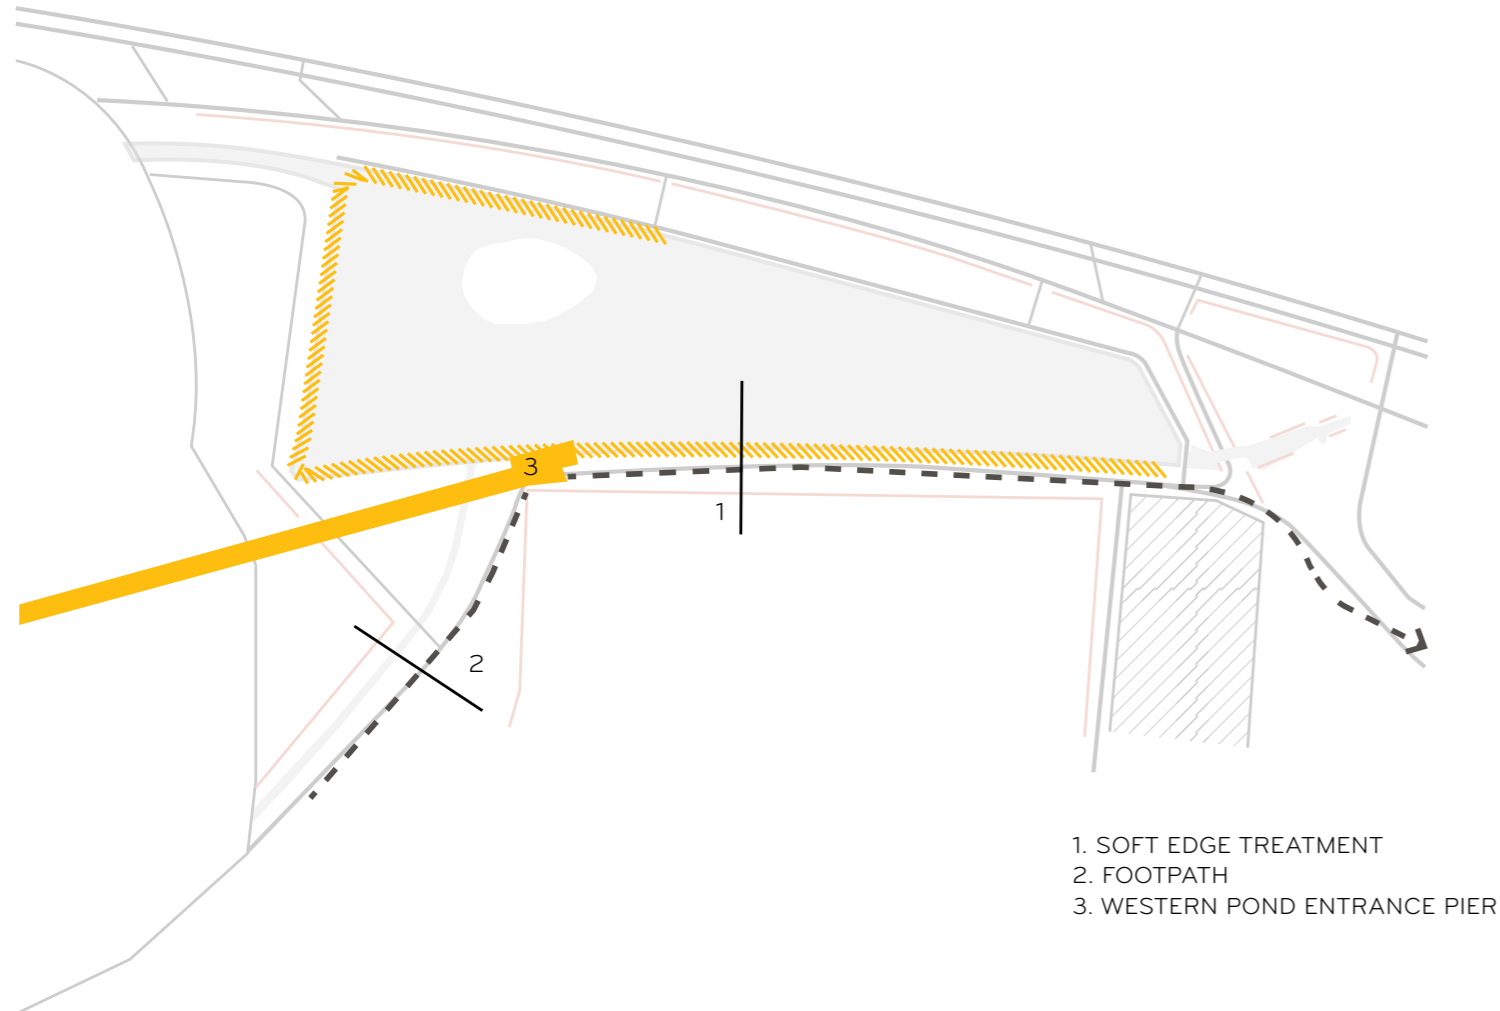 3
1
2
1. SOFT EDGE TREATMENT
2. FOOTPATH
3. WESTERN POND ENTRANCE PIER